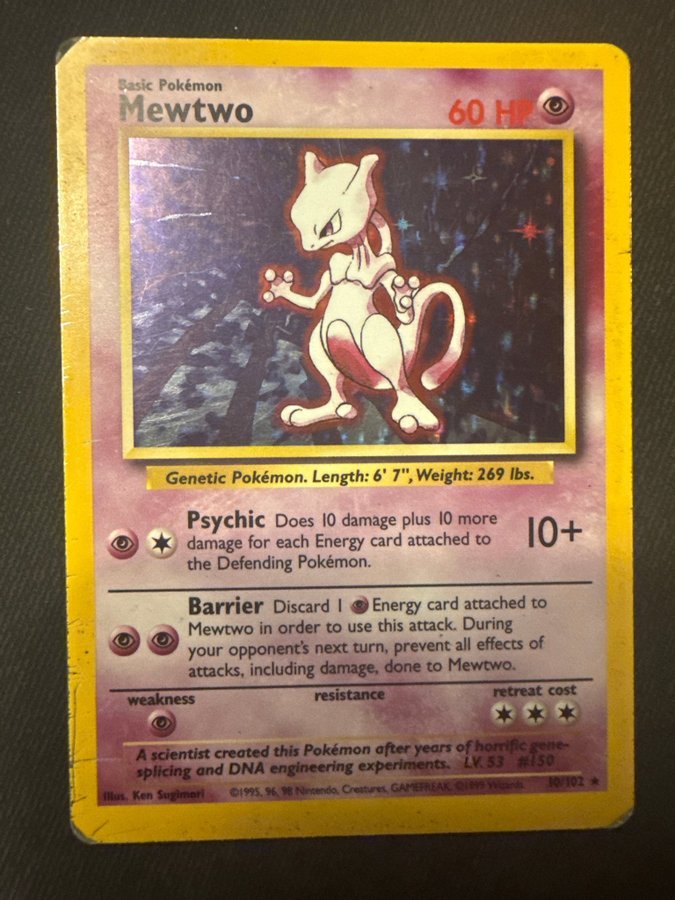 Basic Pokémon
Mewtwo 60 HP
Genetic Pokémon. Length: 6' 7", Weight: 269 lbs.
Psychic Does 10 damage plus 10 more
damage for each Energy card attached to
the Defending Pokémon.
10+
Barrier Discard 1 Energy card attached to
Mewtwo in order to use this attack. During
your opponent's next turn, prevent all effects of
attacks, including damage, done to Mewtwo.
weakness resistance retreat cost
A scientist created this Pokémon after years of horrific gene-
splicing and DNA engineering experiments. LV. 53 #150
Illus. Ken Sugimori ©1995, 96, 98 Nintendo, Creatures, GAMEFREAK. ©1999 Wizards. 10/102